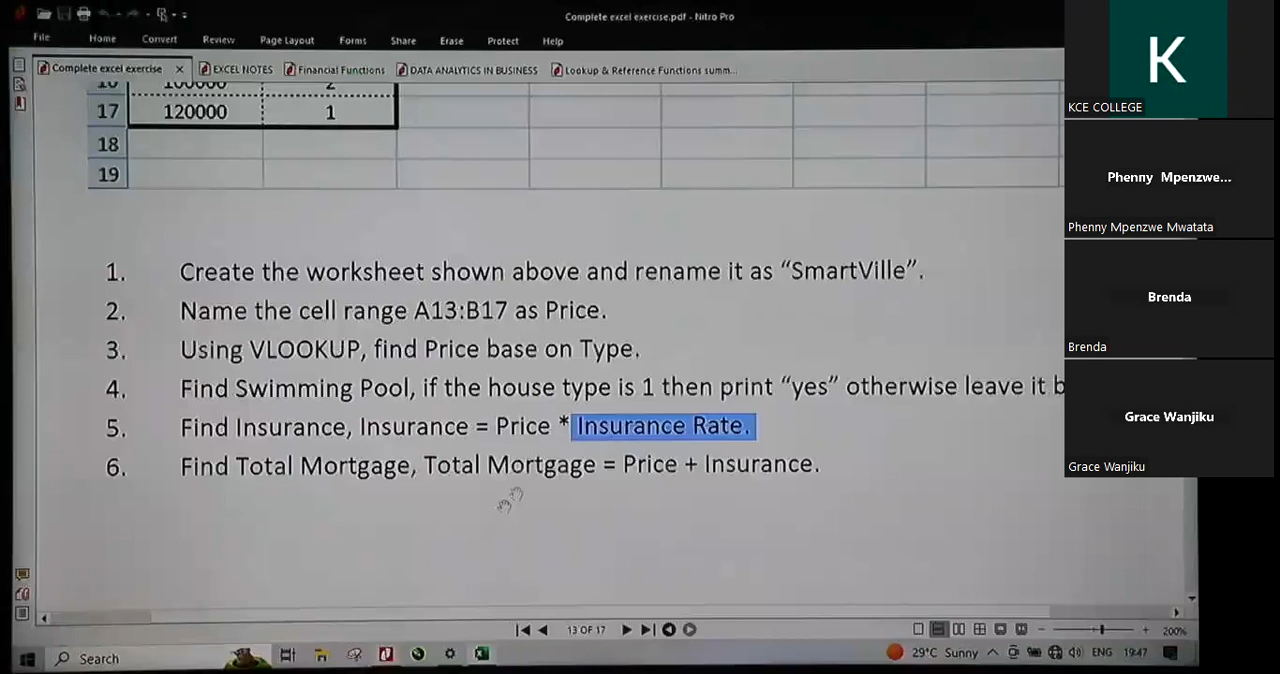 Complete excel exercise.pdf - Nitro Pro
File Home Convert Review Page Layout Forms Share Erase Protect Help
Complete excel exercise × EXCEL NOTES Financial Functions DATA ANALYTICS IN BUSINESS Lookup & Reference Functions summ...
16 100000 2
17 120000 1
18
19
1. Create the worksheet shown above and rename it as “SmartVille”.
2. Name the cell range A13:B17 as Price.
3. Using VLOOKUP, find Price base on Type.
4. Find Swimming Pool, if the house type is 1 then print “yes” otherwise leave it b
5. Find Insurance, Insurance = Price * Insurance Rate.
6. Find Total Mortgage, Total Mortgage = Price + Insurance.
13 OF 17
200%
Search
29°C Sunny
ENG 19:47
K
KCE COLLEGE
Phenny Mpenzwe...
Phenny Mpenzwe Mwatata
Brenda
Brenda
Grace Wanjiku
Grace Wanjiku